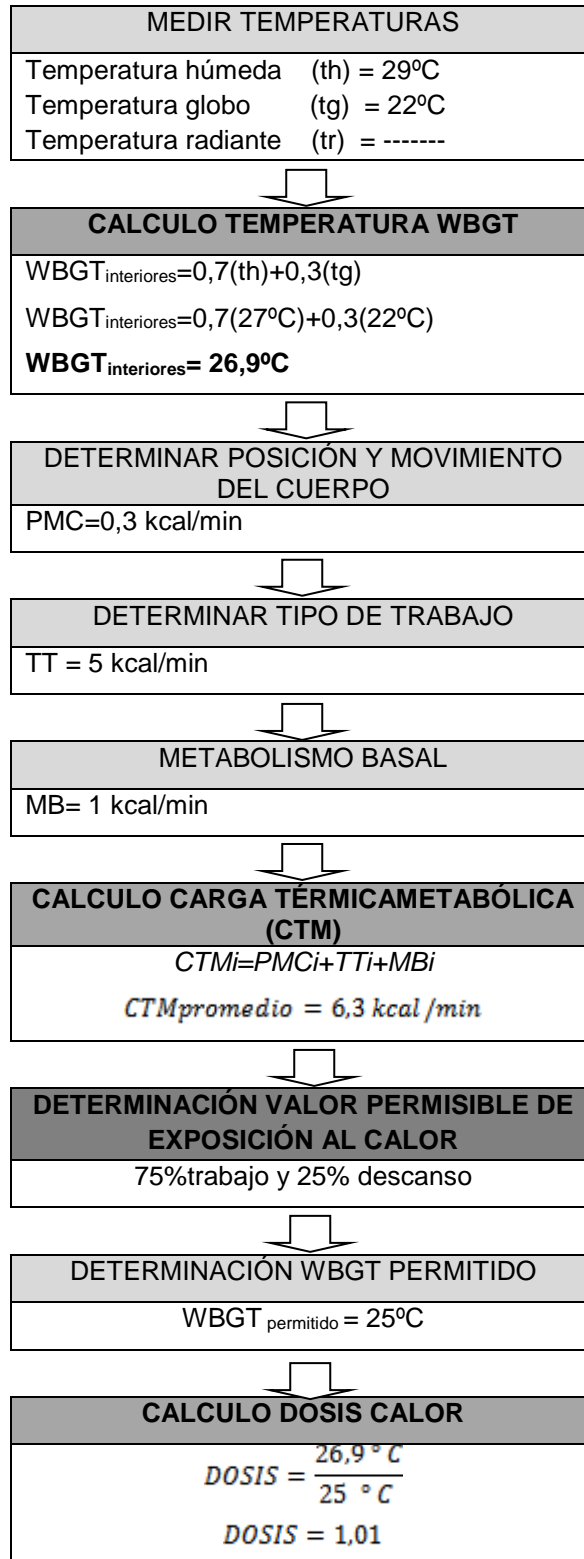 MEDIR TEMPERATURAS
Temperatura húmeda (th) = 29ºC
Temperatura globo (tg) = 22ºC
Temperatura radiante (tr) = -------
CALCULO TEMPERATURA WBGT
WBGTinteriores=0,7(th)+0,3(tg)
WBGTinteriores=0,7(27ºC)+0,3(22ºC)
WBGTinteriores= 26,9ºC
DETERMINAR POSICIÓN Y MOVIMIENTO
DEL CUERPO
PMC=0,3 kcal/min
DETERMINAR TIPO DE TRABAJO
TT = 5 kcal/min
METABOLISMO BASAL
MB= 1 kcal/min
CALCULO CARGA TÉRMICAMETABÓLICA
(CTM)
CTMi=PMCi+TTi+MBi
CTMpromedio = 6,3 kcal/min
DETERMINACIÓN VALOR PERMISIBLE DE
EXPOSICIÓN AL CALOR
75%trabajo y 25% descanso
DETERMINACIÓN WBGT PERMITIDO
WBGT permitido = 25ºC
CALCULO DOSIS CALOR
DOSIS = 26,9 ° C
25 ° C
DOSIS = 1,01